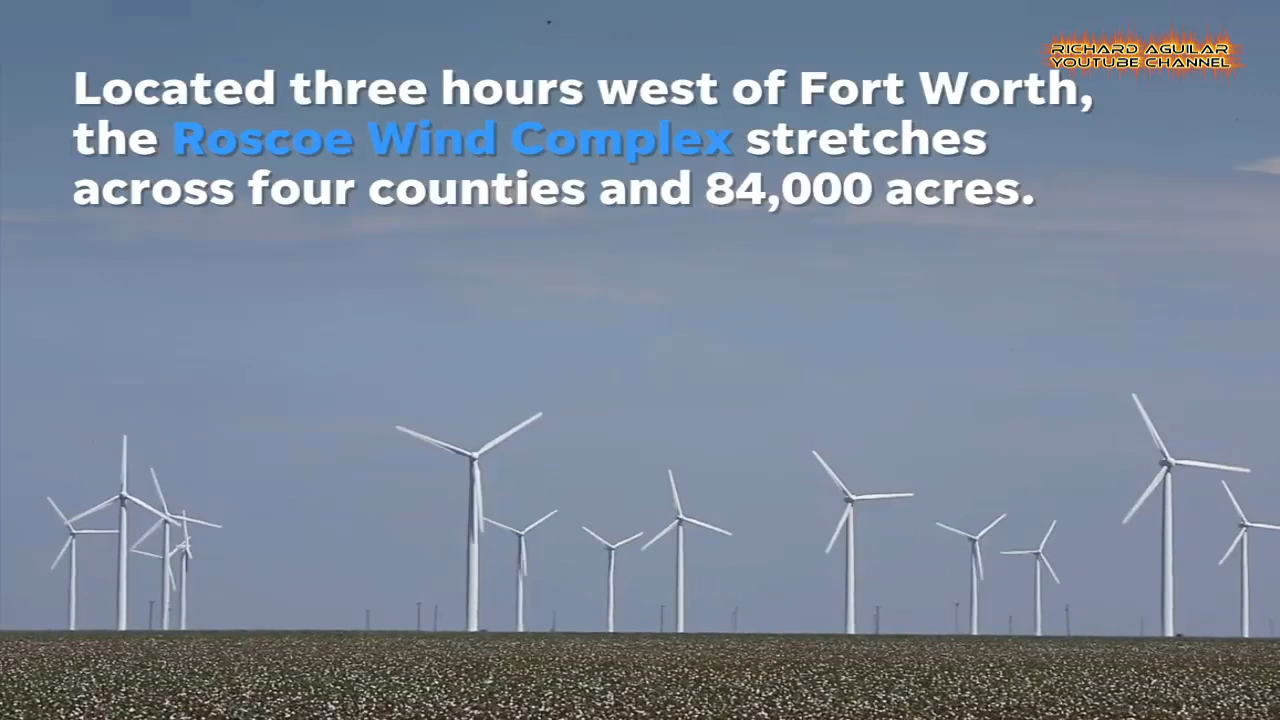 RICHARD AGUILAR
YOUTUBE CHANNEL
Located three hours west of Fort Worth,
the Roscoe Wind Complex stretches
across four counties and 84,000 acres.